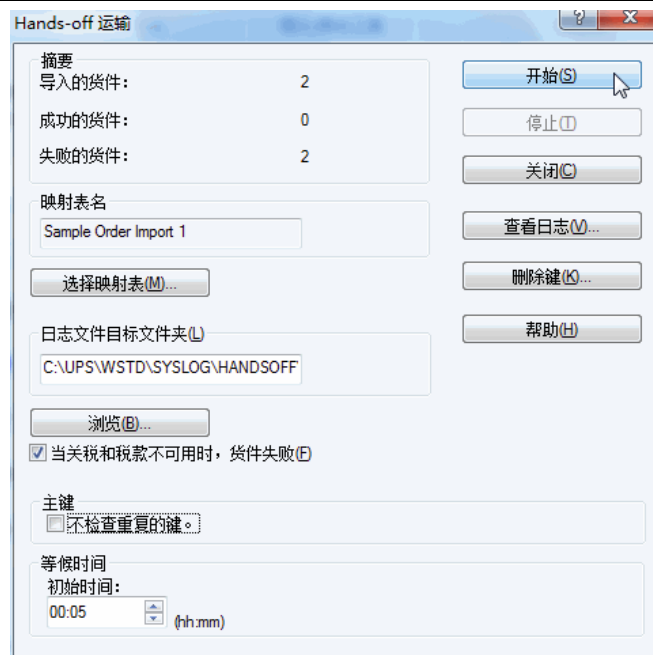 Hands-off 运输
摘要
导入的货件: 2
成功的货件: 0
失败的货件: 2
映射表名
Sample Order Import 1
选择映射表(M)...
日志文件目标文件夹(L)
C:\UPS\WSTD\SYSLOG\HANDSOFF
浏览(B)...
当关税和税款不可用时，货件失败(F)
主键
不检查重复的键。
等候时间
初始时间:
00:05 (hh:mm)
开始(S)
停止(T)
关闭(C)
查看日志(V)...
删除键(K)...
帮助(H)